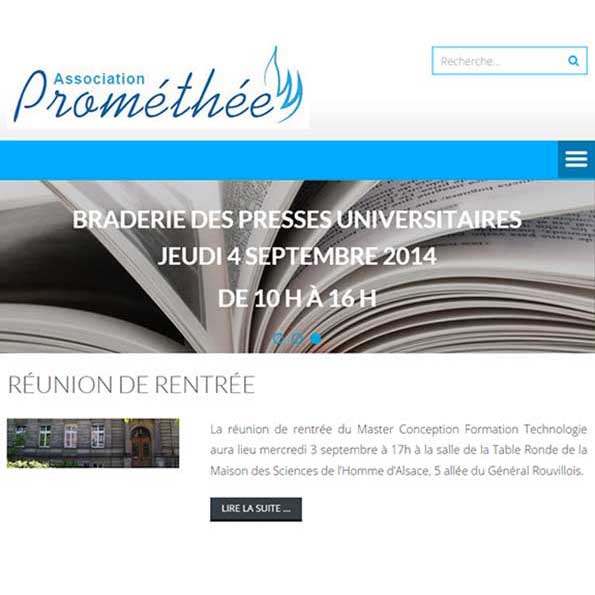 Association
Prométhée
Recherche...
BRADERIE DES PRESSES UNIVERSITAIRES
JEUDI 4 SEPTEMBRE 2014
DE 10 H À 16 H
RÉUNION DE RENTRÉE
La réunion de rentrée du Master Conception Formation Technologie
aura lieu mercredi 3 septembre à 17h à la salle de la Table Ronde de la
Maison des Sciences de l'Homme d'Alsace, 5 allée du Général Rouvillois.
LIRE LA SUITE ...